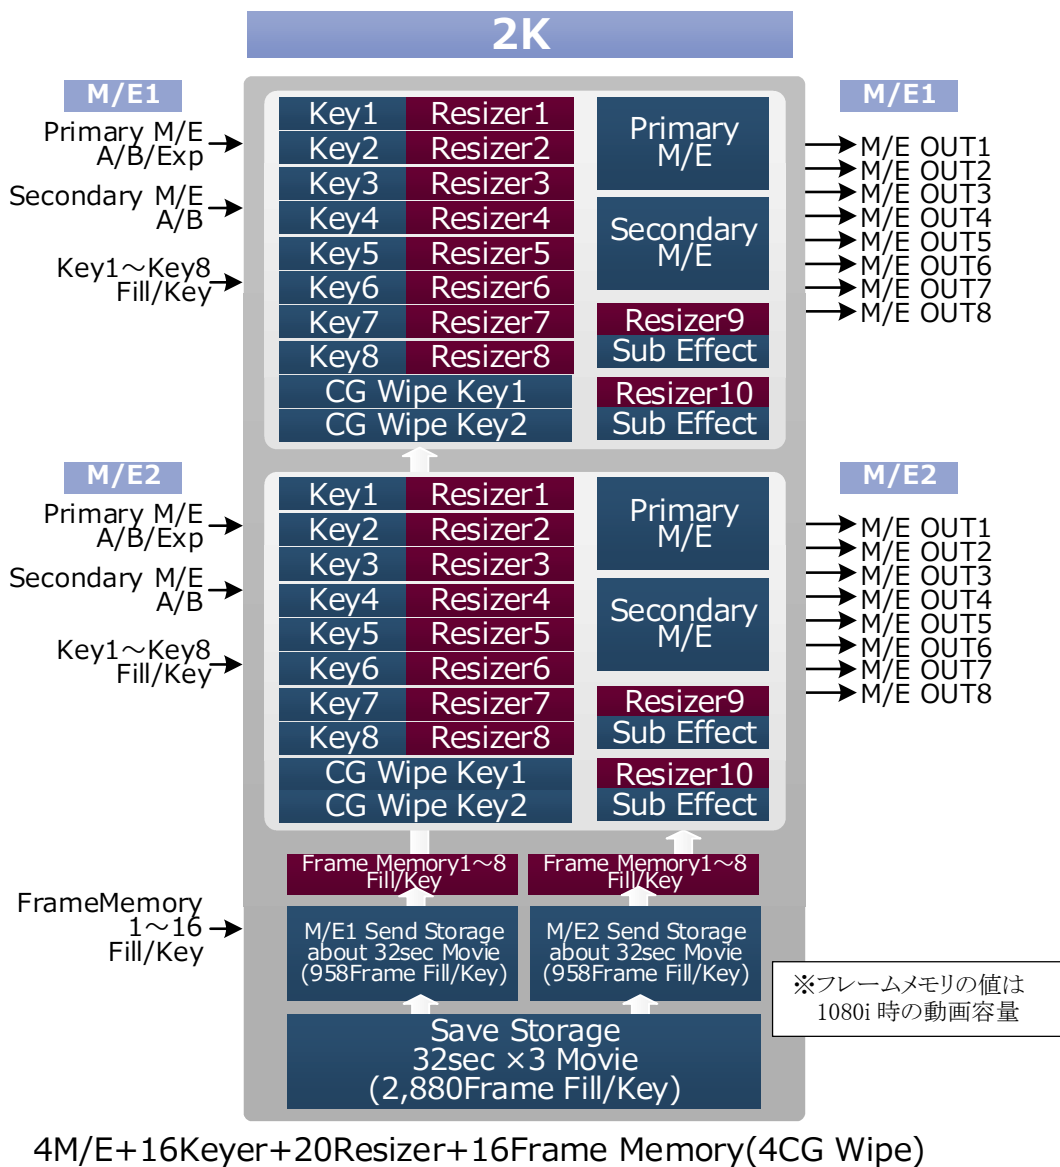 2K
M/E1
Primary M/E
A/B/Exp
Secondary M/E
A/B
Key1～Key8
Fill/Key
Key1 Resizer1
Key2 Resizer2
Key3 Resizer3
Key4 Resizer4
Key5 Resizer5
Key6 Resizer6
Key7 Resizer7
Key8 Resizer8
CG Wipe Key1
CG Wipe Key2
Primary
M/E
Secondary
M/E
Resizer9
Sub Effect
Resizer10
Sub Effect
M/E1
M/E OUT1
M/E OUT2
M/E OUT3
M/E OUT4
M/E OUT5
M/E OUT6
M/E OUT7
M/E OUT8
M/E2
Primary M/E
A/B/Exp
Secondary M/E
A/B
Key1～Key8
Fill/Key
Key1 Resizer1
Key2 Resizer2
Key3 Resizer3
Key4 Resizer4
Key5 Resizer5
Key6 Resizer6
Key7 Resizer7
Key8 Resizer8
CG Wipe Key1
CG Wipe Key2
Primary
M/E
Secondary
M/E
Resizer9
Sub Effect
Resizer10
Sub Effect
M/E2
M/E OUT1
M/E OUT2
M/E OUT3
M/E OUT4
M/E OUT5
M/E OUT6
M/E OUT7
M/E OUT8
FrameMemory
1～16
Fill/Key
Frame Memory1～8
Fill/Key
Frame Memory1～8
Fill/Key
M/E1 Send Storage
about 32sec Movie
(958Frame Fill/Key)
M/E2 Send Storage
about 32sec Movie
(958Frame Fill/Key)
Save Storage
32sec ×3 Movie
(2,880Frame Fill/Key)
※フレームメモリの値は
1080i 時の動画容量
4M/E+16Keyer+20Resizer+16Frame Memory(4CG Wipe)